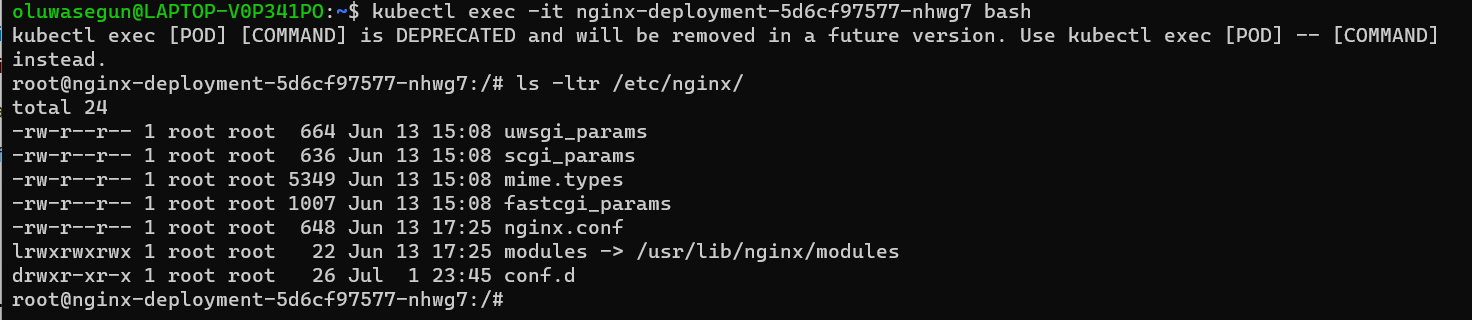 oluwasegun@LAPTOP-V0P341PO:~$ kubectl exec -it nginx-deployment-5d6cf97577-nhwg7 bash
kubectl exec [POD] [COMMAND] is DEPRECATED and will be removed in a future version. Use kubectl exec [POD] -- [COMMAND]
instead.
root@nginx-deployment-5d6cf97577-nhwg7:/# ls -ltr /etc/nginx/
total 24
-rw-r--r-- 1 root root  664 Jun 13 15:08 uwsgi_params
-rw-r--r-- 1 root root  636 Jun 13 15:08 scgi_params
-rw-r--r-- 1 root root 5349 Jun 13 15:08 mime.types
-rw-r--r-- 1 root root 1007 Jun 13 15:08 fastcgi_params
-rw-r--r-- 1 root root  648 Jun 13 17:25 nginx.conf
lrwxrwxrwx 1 root root   22 Jun 13 17:25 modules -> /usr/lib/nginx/modules
drwxr-xr-x 1 root root   26 Jul  1 23:45 conf.d
root@nginx-deployment-5d6cf97577-nhwg7:/#